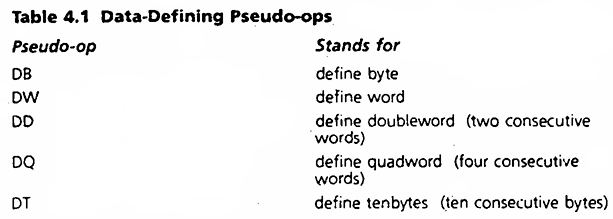 Table 4.1 Data-Defining Pseudo-ops
Pseudo-op Stands for
DB define byte
DW define word
DD define doubleword (two consecutive
words)
DQ define quadword (four consecutive
words)
DT define tenbytes (ten consecutive bytes)